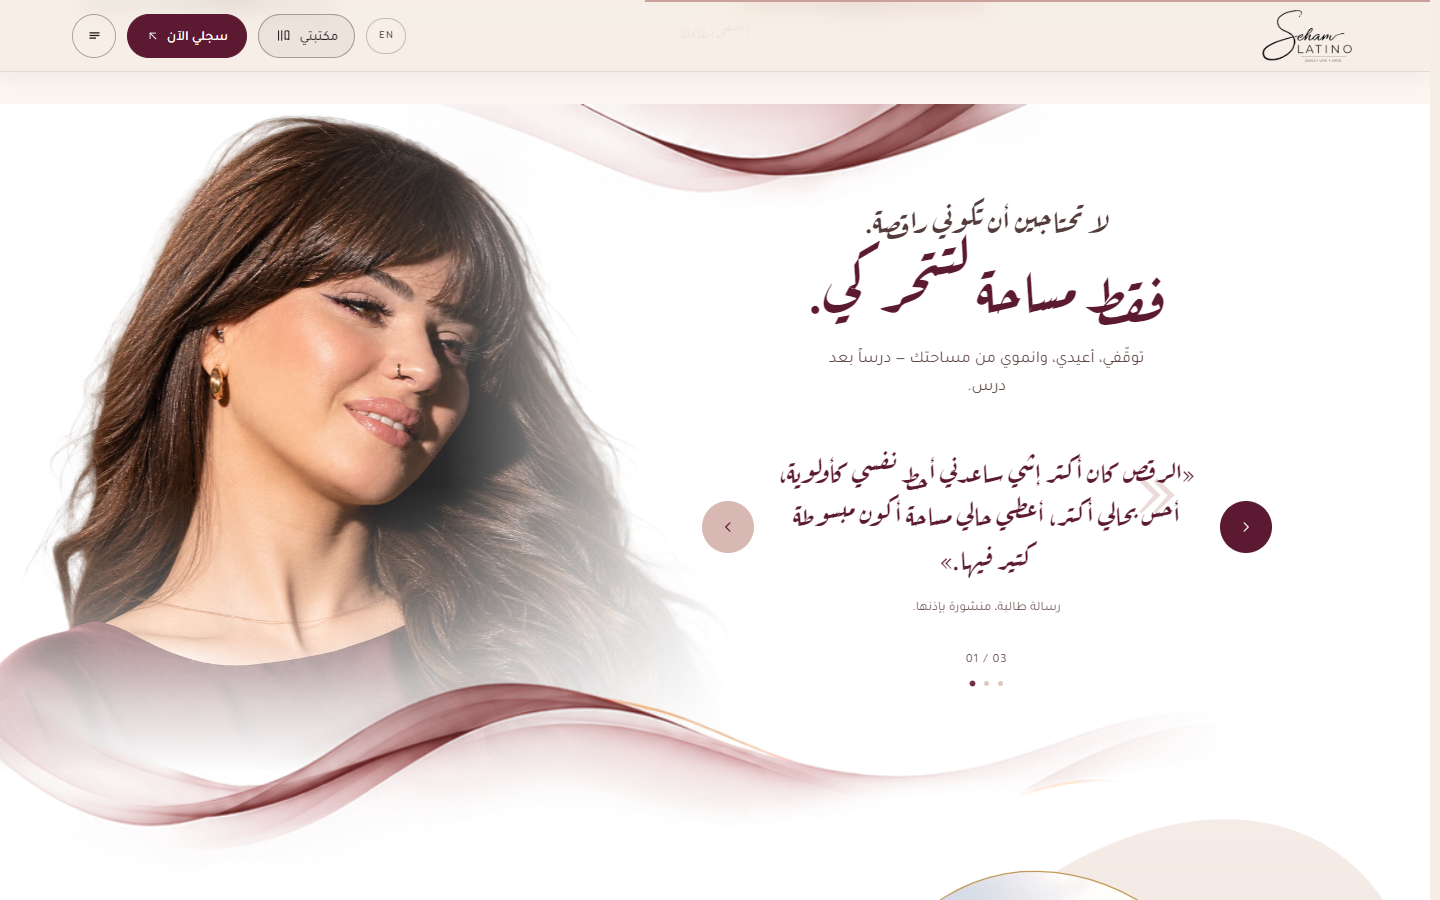 Seham
LATINO
EN
مكتبتي
سجلي الآن
لا تحتاجين أن تكوني راقصة.
فقط مساحة لتتحركي.
توقّفي، أعيدي، وانموي من مساحتك – درساً بعد
درس.
«الرقص كان أكتر إشي ساعدني أحط نفسي كأولوية،
أحس بحالي أكتر، أعطي حالي مساحة أكون مبسوطة
كتير فيها.»
رسالة طالبة، منشورة بإذنها.
01 / 03